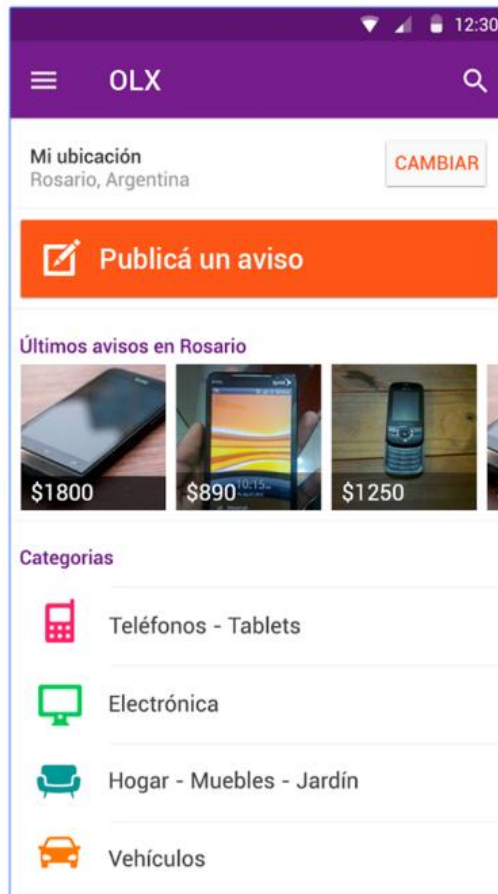 12:30
OLX
Mi ubicación
Rosario, Argentina
CAMBIAR
Publicá un aviso
Últimos avisos en Rosario
$1800
$890
$1250
Categorias
Teléfonos - Tablets
Electrónica
Hogar - Muebles - Jardín
Vehículos